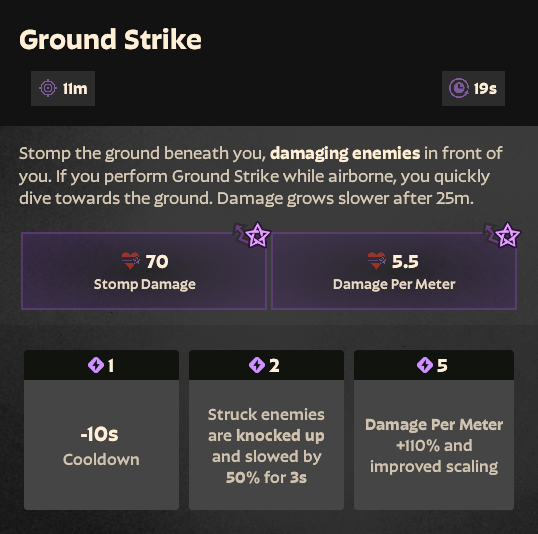 Ground Strike
11m
19s
Stomp the ground beneath you, damaging enemies in front of
you. If you perform Ground Strike while airborne, you quickly
dive towards the ground. Damage grows slower after 25m.
70
Stomp Damage
5.5
Damage Per Meter
1
-10s
Cooldown
2
Struck enemies
are knocked up
and slowed by
50% for 3s
5
Damage Per Meter
+110% and
improved scaling